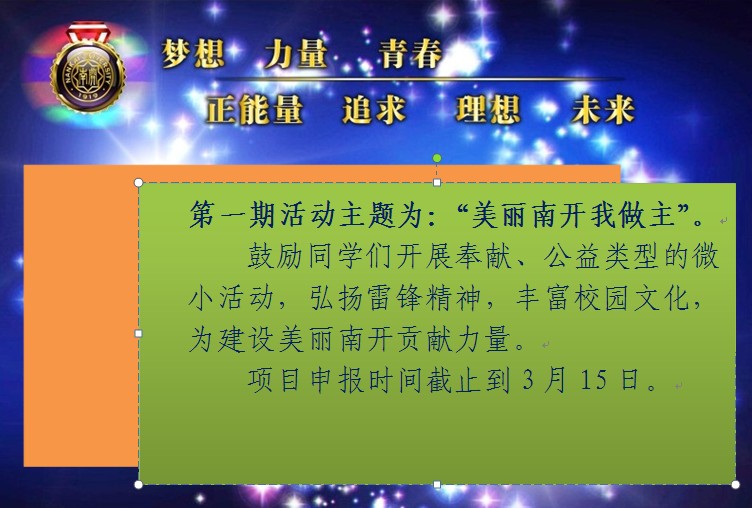 梦想 力量 青春
正能量 追求 理想 未来
第一期活动主题为：“美丽南开我做主”。
鼓励同学们开展奉献、公益类型的微
小活动，弘扬雷锋精神，丰富校园文化，
为建设美丽南开贡献力量。
项目申报时间截止到 3 月 15 日。
南开
1919